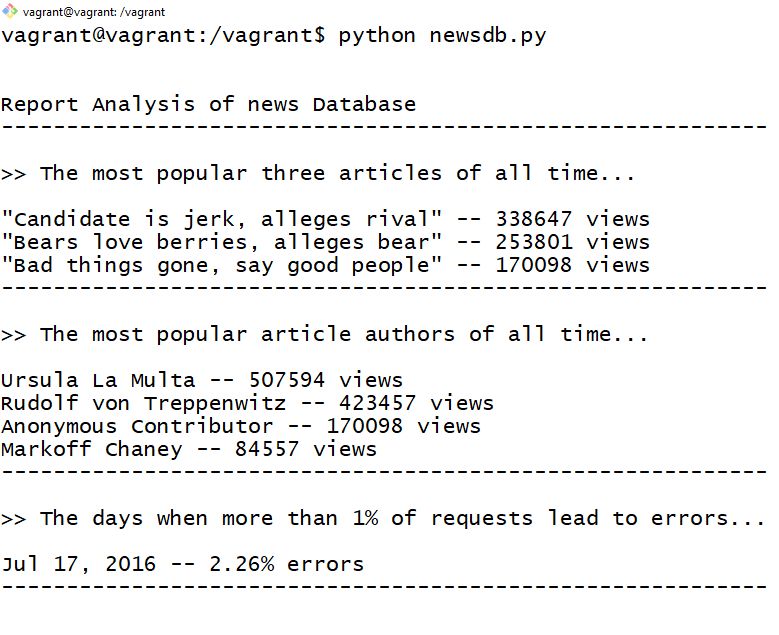 vagrant@vagrant: /vagrant
vagrant@vagrant:/vagrant$ python newsdb.py
Report Analysis of news Database
-----------------------------------------------------------
>> The most popular three articles of all time...
"Candidate is jerk, alleges rival" -- 338647 views
"Bears love berries, alleges bear" -- 253801 views
"Bad things gone, say good people" -- 170098 views
-----------------------------------------------------------
>> The most popular article authors of all time...
Ursula La Multa -- 507594 views
Rudolf von Treppenwitz -- 423457 views
Anonymous Contributor -- 170098 views
Markoff Chaney -- 84557 views
-----------------------------------------------------------
>> The days when more than 1% of requests lead to errors...
Jul 17, 2016 -- 2.26% errors
-----------------------------------------------------------